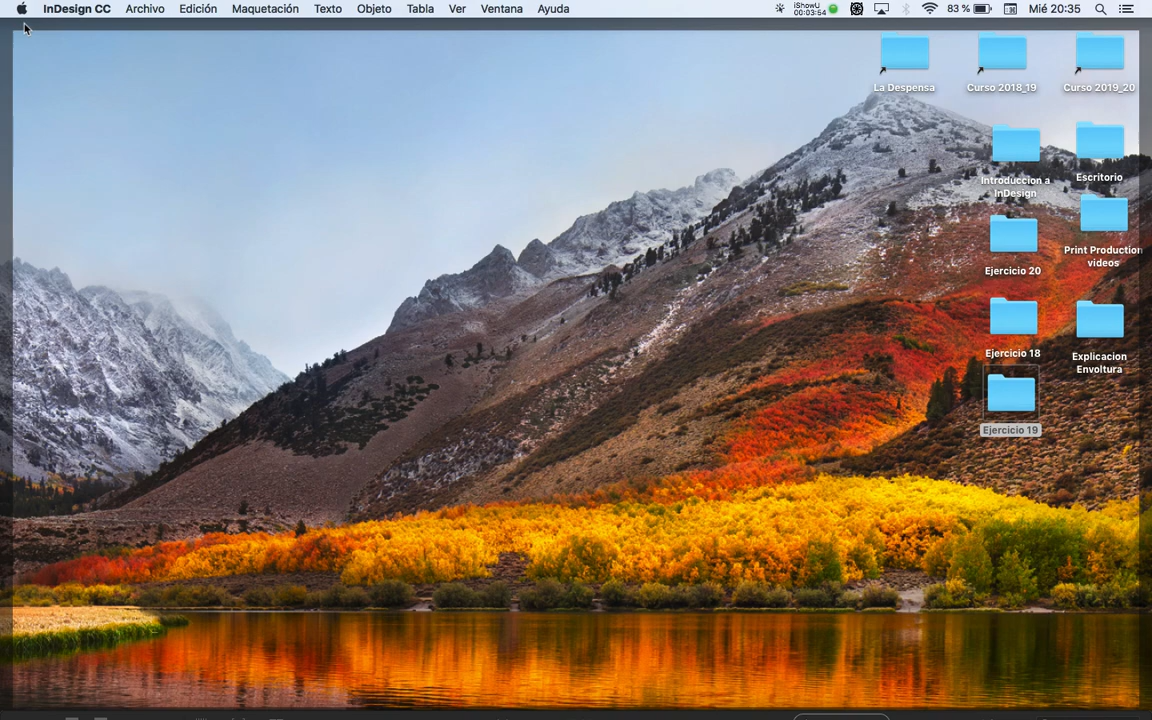 InDesign CC Archivo Edición Maquetación Texto Objeto Tabla Ver Ventana Ayuda iShowU 00:03:54 83 % Mié 20:35
La Despensa
Curso 2018_19
Curso 2019_20
Introduccion a
InDesign
Escritorio
Print Production
videos
Ejercicio 20
Ejercicio 18
Explicacion
Envoltura
Ejercicio 19